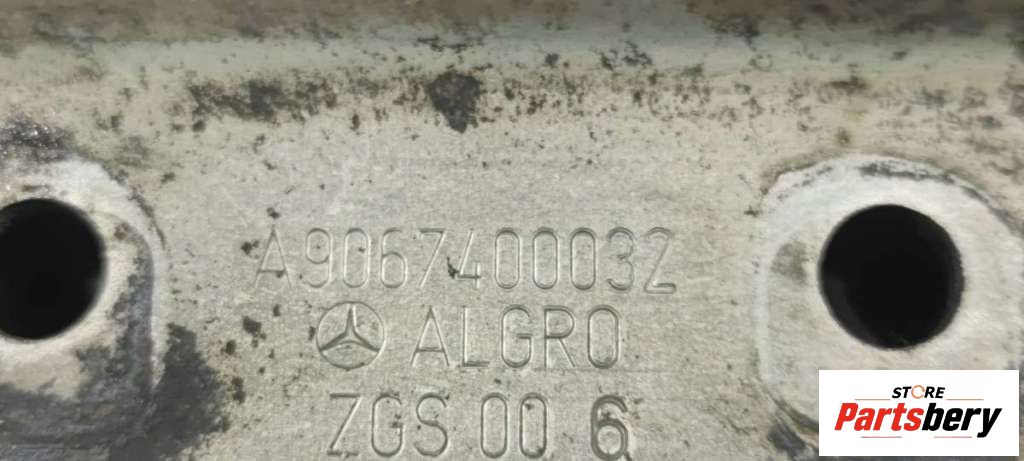 A9067400032
ALGRO
ZGS 00 6
STORE
Partsbery